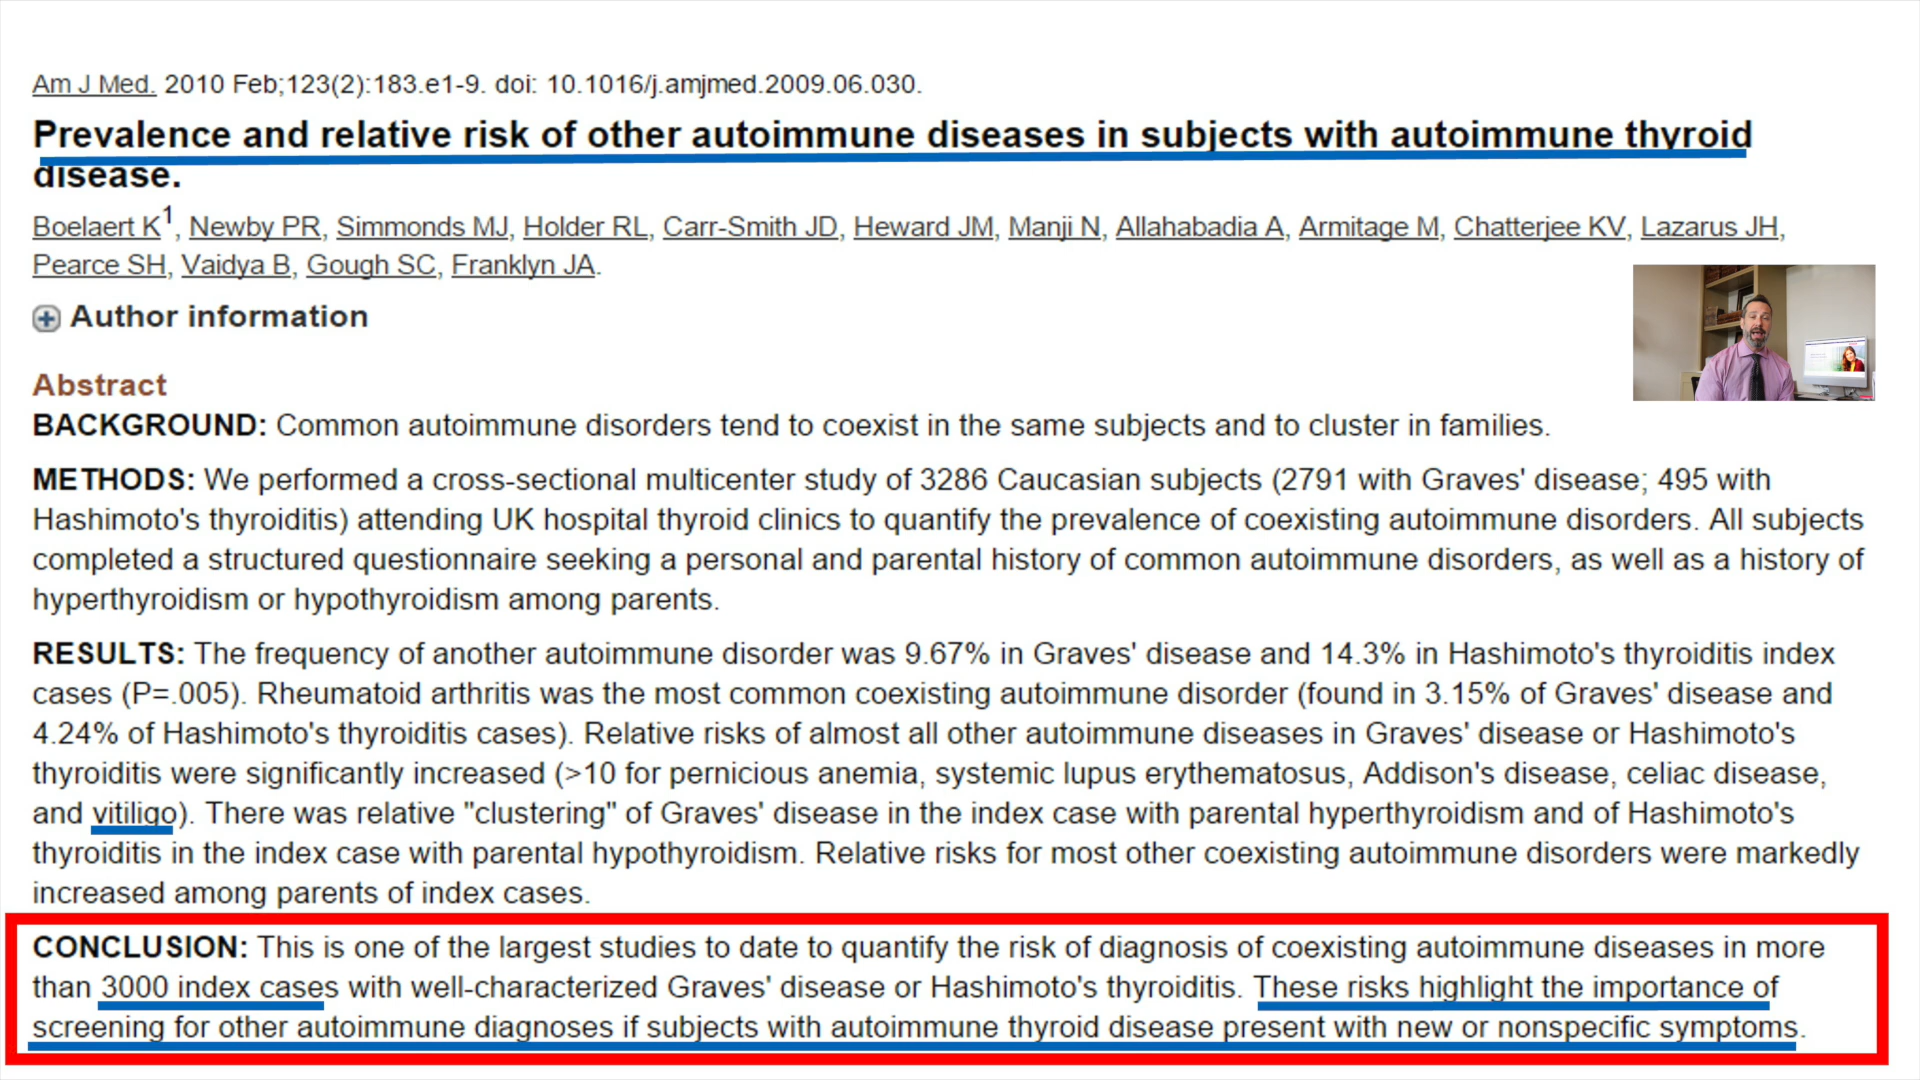 Am J Med. 2010 Feb;123(2):183.e1-9. doi: 10.1016/j.amjmed.2009.06.030.
Prevalence and relative risk of other autoimmune diseases in subjects with autoimmune thyroid
disease.
Boelaert K1, Newby PR, Simmonds MJ, Holder RL, Carr-Smith JD, Heward JM, Manji N, Allahabadia A, Armitage M, Chatterjee KV, Lazarus JH,
Pearce SH, Vaidya B, Gough SC, Franklyn JA.
Author information
Abstract
BACKGROUND: Common autoimmune disorders tend to coexist in the same subjects and to cluster in families.
METHODS: We performed a cross-sectional multicenter study of 3286 Caucasian subjects (2791 with Graves' disease; 495 with
Hashimoto's thyroiditis) attending UK hospital thyroid clinics to quantify the prevalence of coexisting autoimmune disorders. All subjects
completed a structured questionnaire seeking a personal and parental history of common autoimmune disorders, as well as a history of
hyperthyroidism or hypothyroidism among parents.
RESULTS: The frequency of another autoimmune disorder was 9.67% in Graves' disease and 14.3% in Hashimoto's thyroiditis index
cases (P=.005). Rheumatoid arthritis was the most common coexisting autoimmune disorder (found in 3.15% of Graves' disease and
4.24% of Hashimoto's thyroiditis cases). Relative risks of almost all other autoimmune diseases in Graves' disease or Hashimoto's
thyroiditis were significantly increased (>10 for pernicious anemia, systemic lupus erythematosus, Addison's disease, celiac disease,
and vitiligo). There was relative "clustering" of Graves' disease in the index case with parental hyperthyroidism and of Hashimoto's
thyroiditis in the index case with parental hypothyroidism. Relative risks for most other coexisting autoimmune disorders were markedly
increased among parents of index cases.
CONCLUSION: This is one of the largest studies to date to quantify the risk of diagnosis of coexisting autoimmune diseases in more
than 3000 index cases with well-characterized Graves' disease or Hashimoto's thyroiditis. These risks highlight the importance of
screening for other autoimmune diagnoses if subjects with autoimmune thyroid disease present with new or nonspecific symptoms.